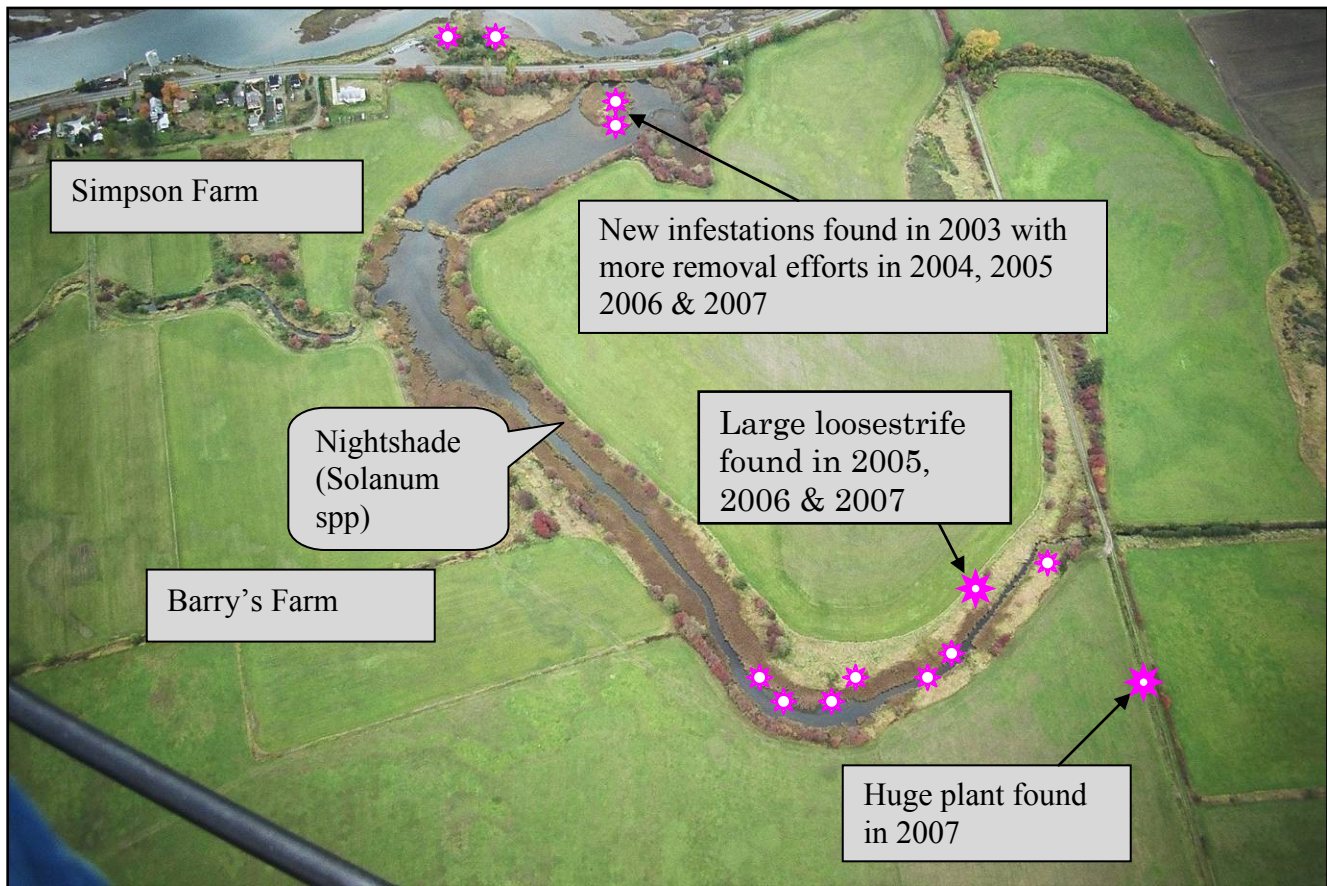 Simpson Farm
New infestations found in 2003 with
more removal efforts in 2004, 2005
2006 & 2007
Nightshade
(Solanum
spp)
Large loosestrife
found in 2005,
2006 & 2007
Barry’s Farm
Huge plant found
in 2007